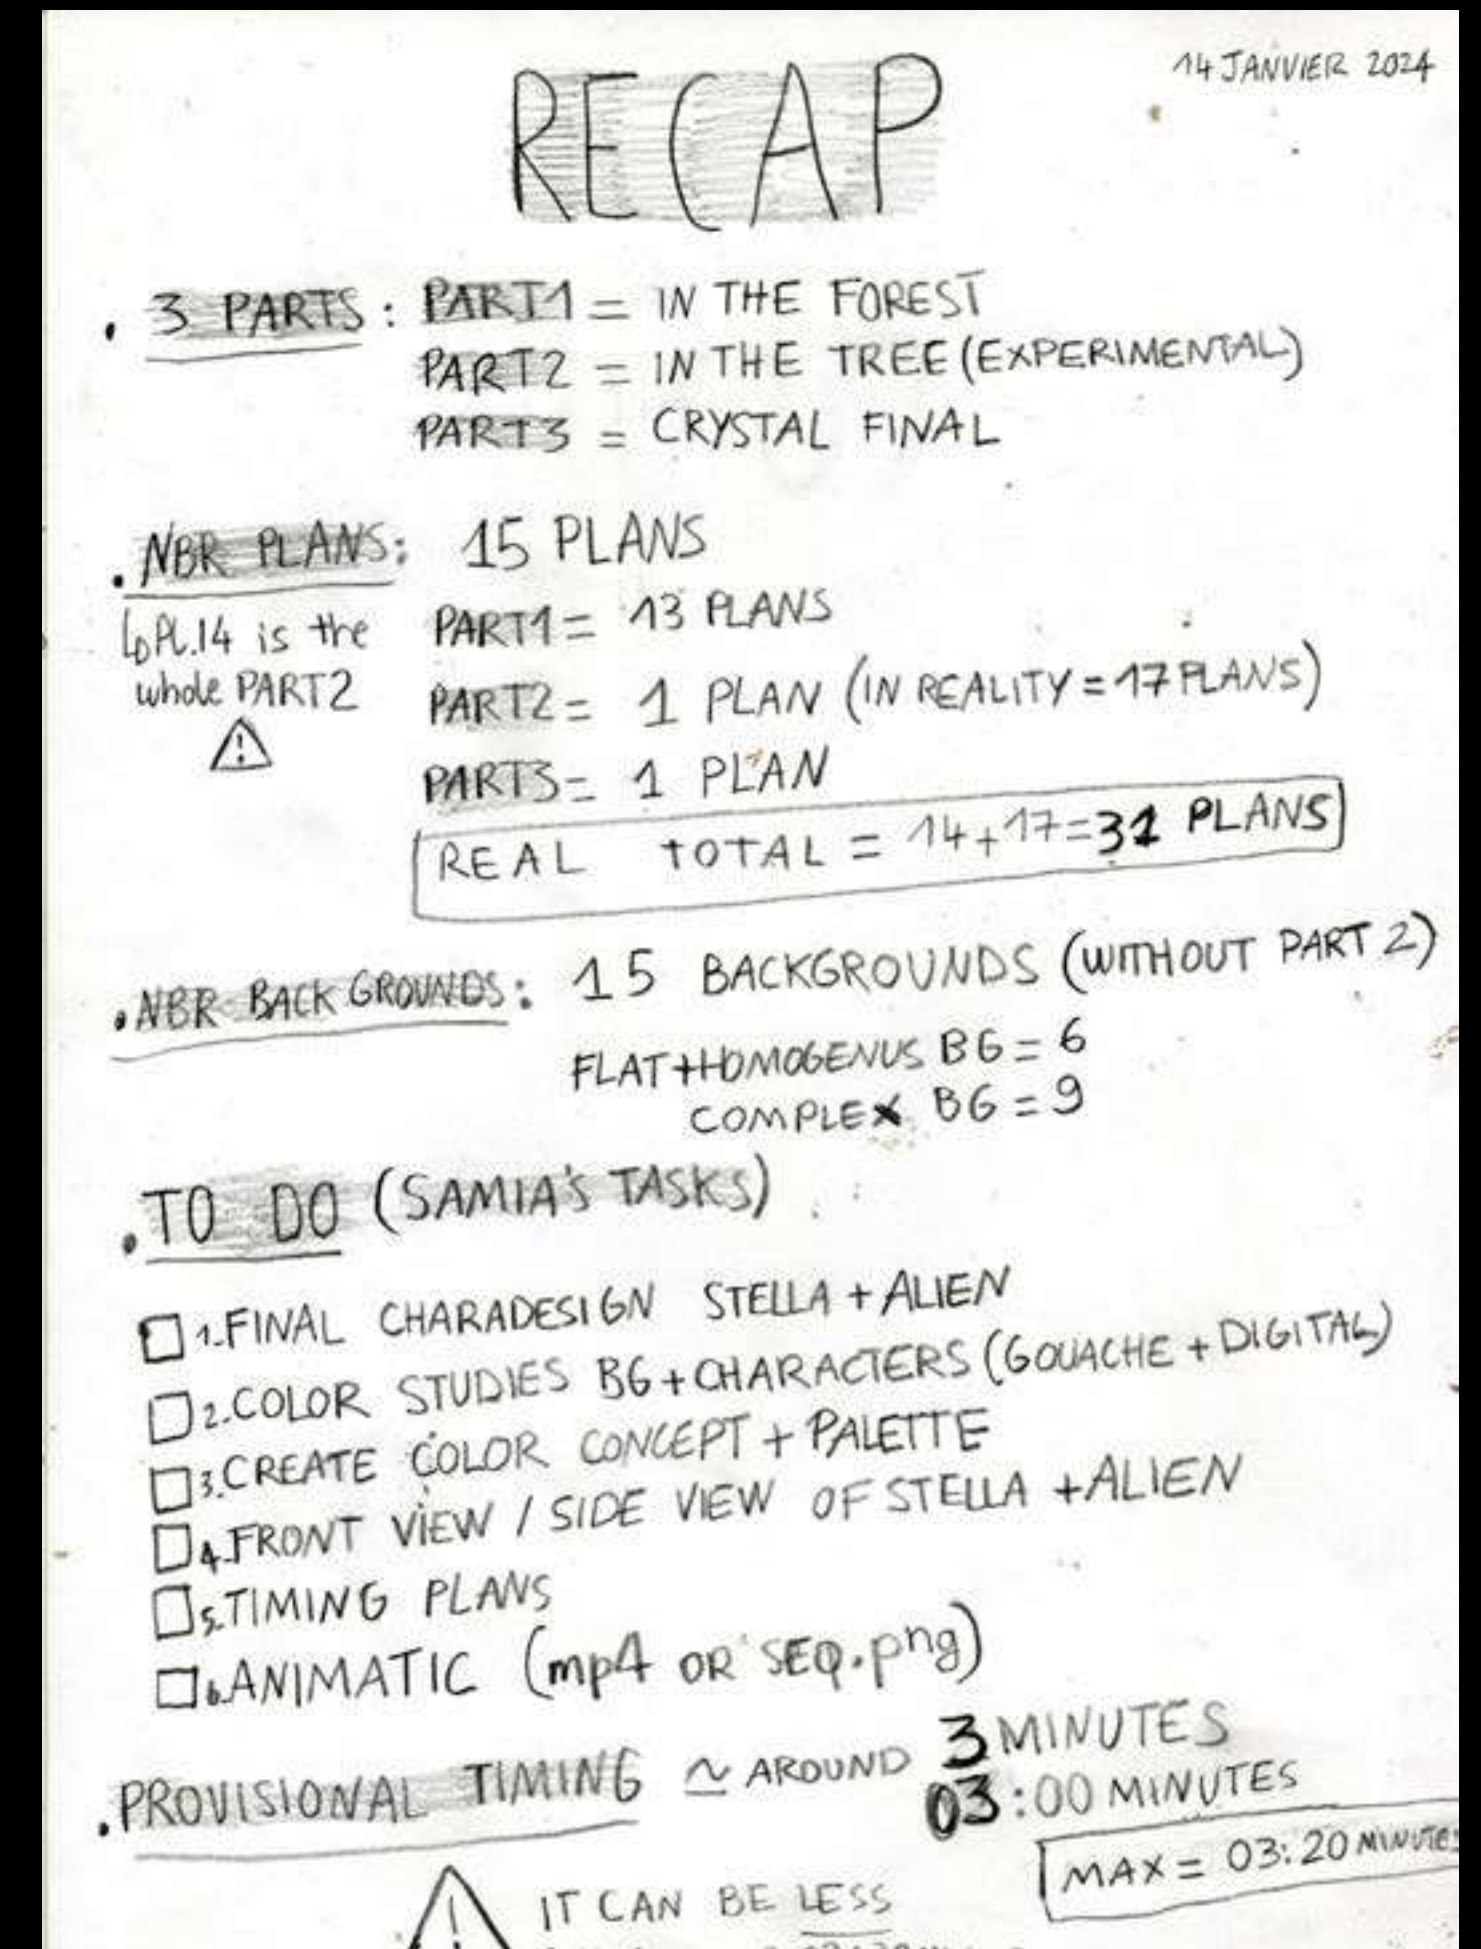 14 JANVIER 2024
RECAP
. 3 PARTS : PART1 = IN THE FOREST
PART2 = IN THE TREE (EXPERIMENTAL)
PART3 = CRYSTAL FINAL
. NBR PLANS: 15 PLANS
↳PL.14 is the whole PART2
⚠
PART1 = 13 PLANS
PART2 = 1 PLAN (IN REALITY = 17 PLANS)
PART3 = 1 PLAN
REAL TOTAL = 14+17=31 PLANS
. NBR BACKGROUNDS: 15 BACKGROUNDS (WITHOUT PART 2)
FLAT+HOMOGENUS BG = 6
COMPLEX BG = 9
. TO DO (SAMIA'S TASKS)
☐ 1.FINAL CHARADESIGN STELLA + ALIEN
☐ 2.COLOR STUDIES BG + CHARACTERS (GOUACHE + DIGITAL)
☐ 3.CREATE COLOR CONCEPT + PALETTE
☐ 4.FRONT VIEW / SIDE VIEW OF STELLA + ALIEN
☐ 5.TIMING PLANS
☐ 6.ANIMATIC (mp4 OR SEQ.png)
. PROVISIONAL TIMING ≃ AROUND 3 MINUTES
03:00 MINUTES
MAX = 03:20 MINUTES
⚠ IT CAN BE LESS